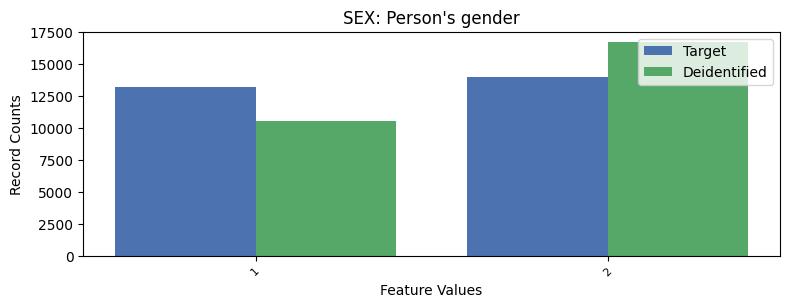 SEX: Person's gender
Record Counts
17500
15000
12500
10000
7500
5000
2500
0
Target
Deidentified
1
2
Feature Values